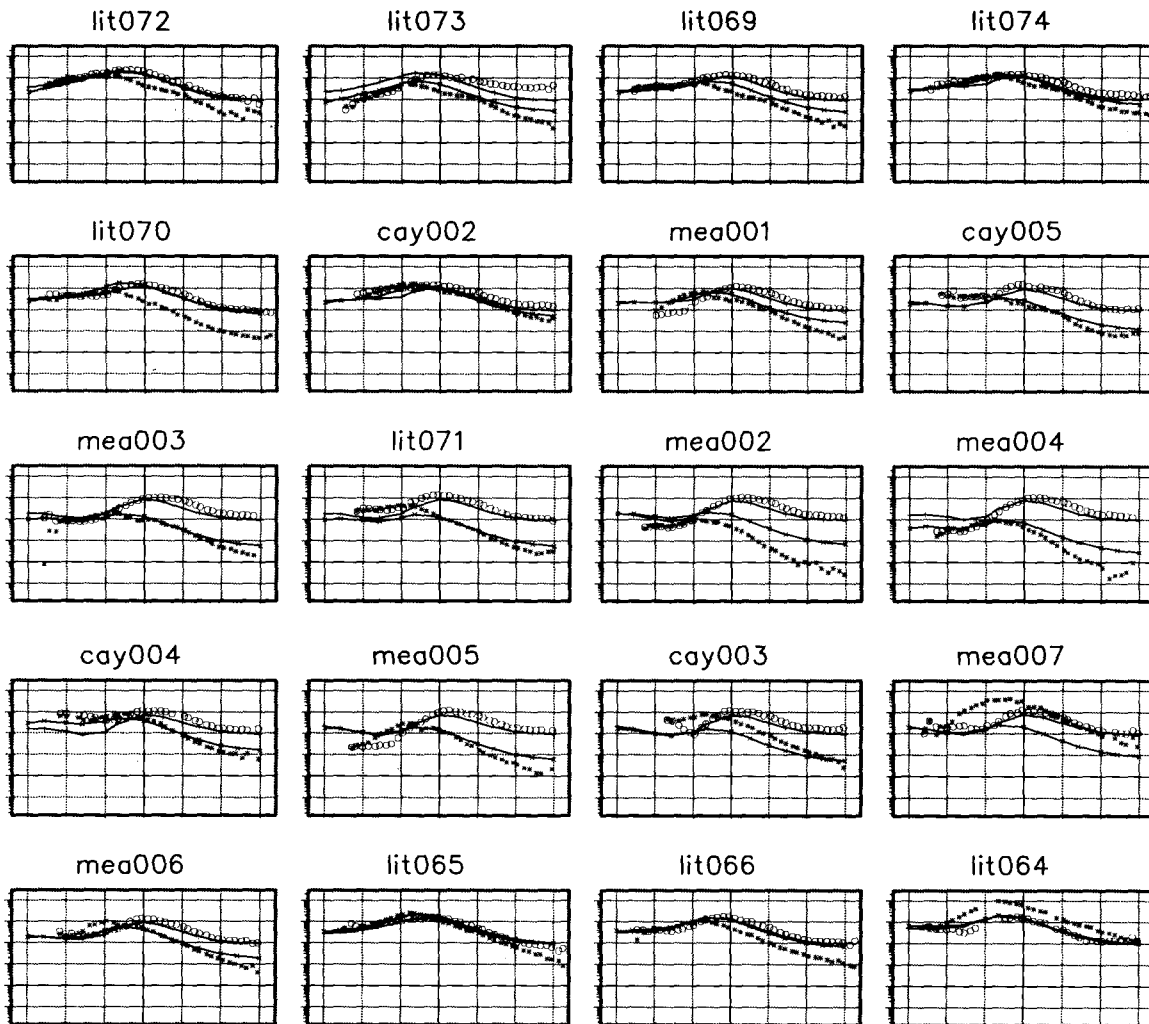 lit072 lit073 lit069 lit074
lit070 cay002 mea001 cay005
mea003 lit071 mea002 mea004
cay004 mea005 cay003 mea007
mea006 lit065 lit066 lit064